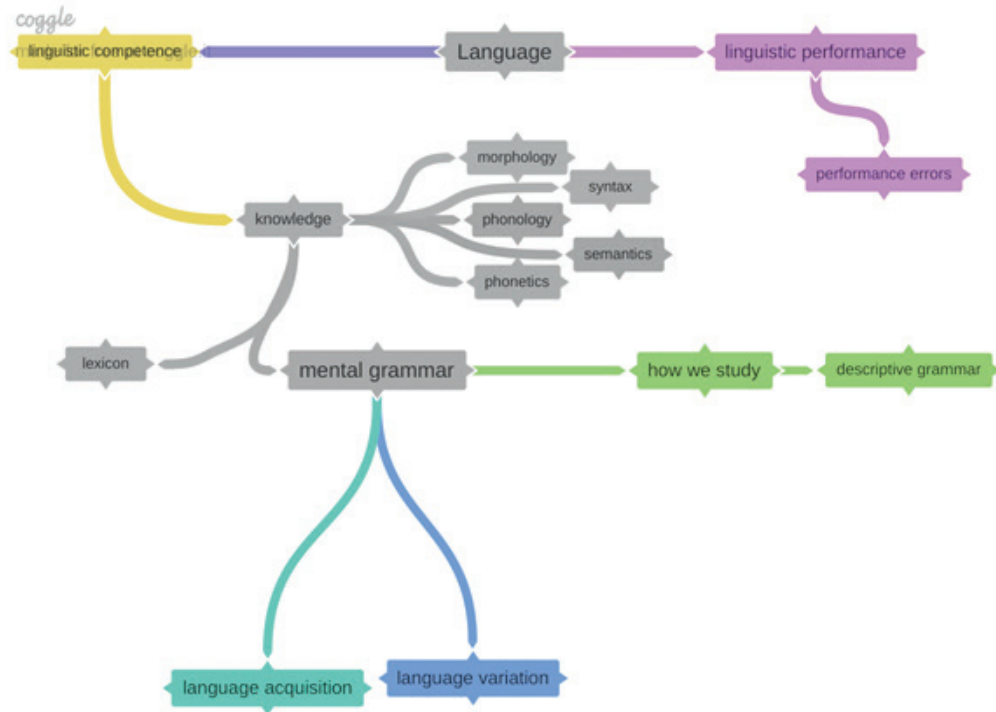 coggle
linguistic competence
Language
linguistic performance
morphology
syntax
performance errors
knowledge
phonology
semantics
phonetics
lexicon
mental grammar
how we study
descriptive grammar
language acquisition
language variation